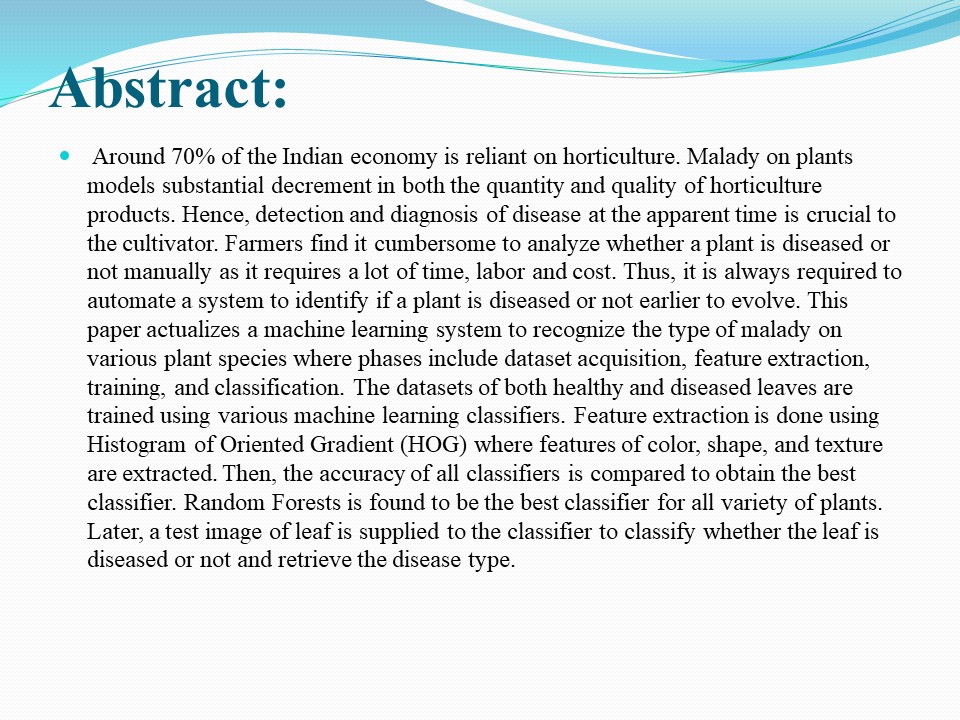 Abstract:
Around 70% of the Indian economy is reliant on horticulture. Malady on plants
models substantial decrement in both the quantity and quality of horticulture
products. Hence, detection and diagnosis of disease at the apparent time is crucial to
the cultivator. Farmers find it cumbersome to analyze whether a plant is diseased or
not manually as it requires a lot of time, labor and cost. Thus, it is always required to
automate a system to identify if a plant is diseased or not earlier to evolve. This
paper actualizes a machine learning system to recognize the type of malady on
various plant species where phases include dataset acquisition, feature extraction,
training, and classification. The datasets of both healthy and diseased leaves are
trained using various machine learning classifiers. Feature extraction is done using
Histogram of Oriented Gradient (HOG) where features of color, shape, and texture
are extracted. Then, the accuracy of all classifiers is compared to obtain the best
classifier. Random Forests is found to be the best classifier for all variety of plants.
Later, a test image of leaf is supplied to the classifier to classify whether the leaf is
diseased or not and retrieve the disease type.